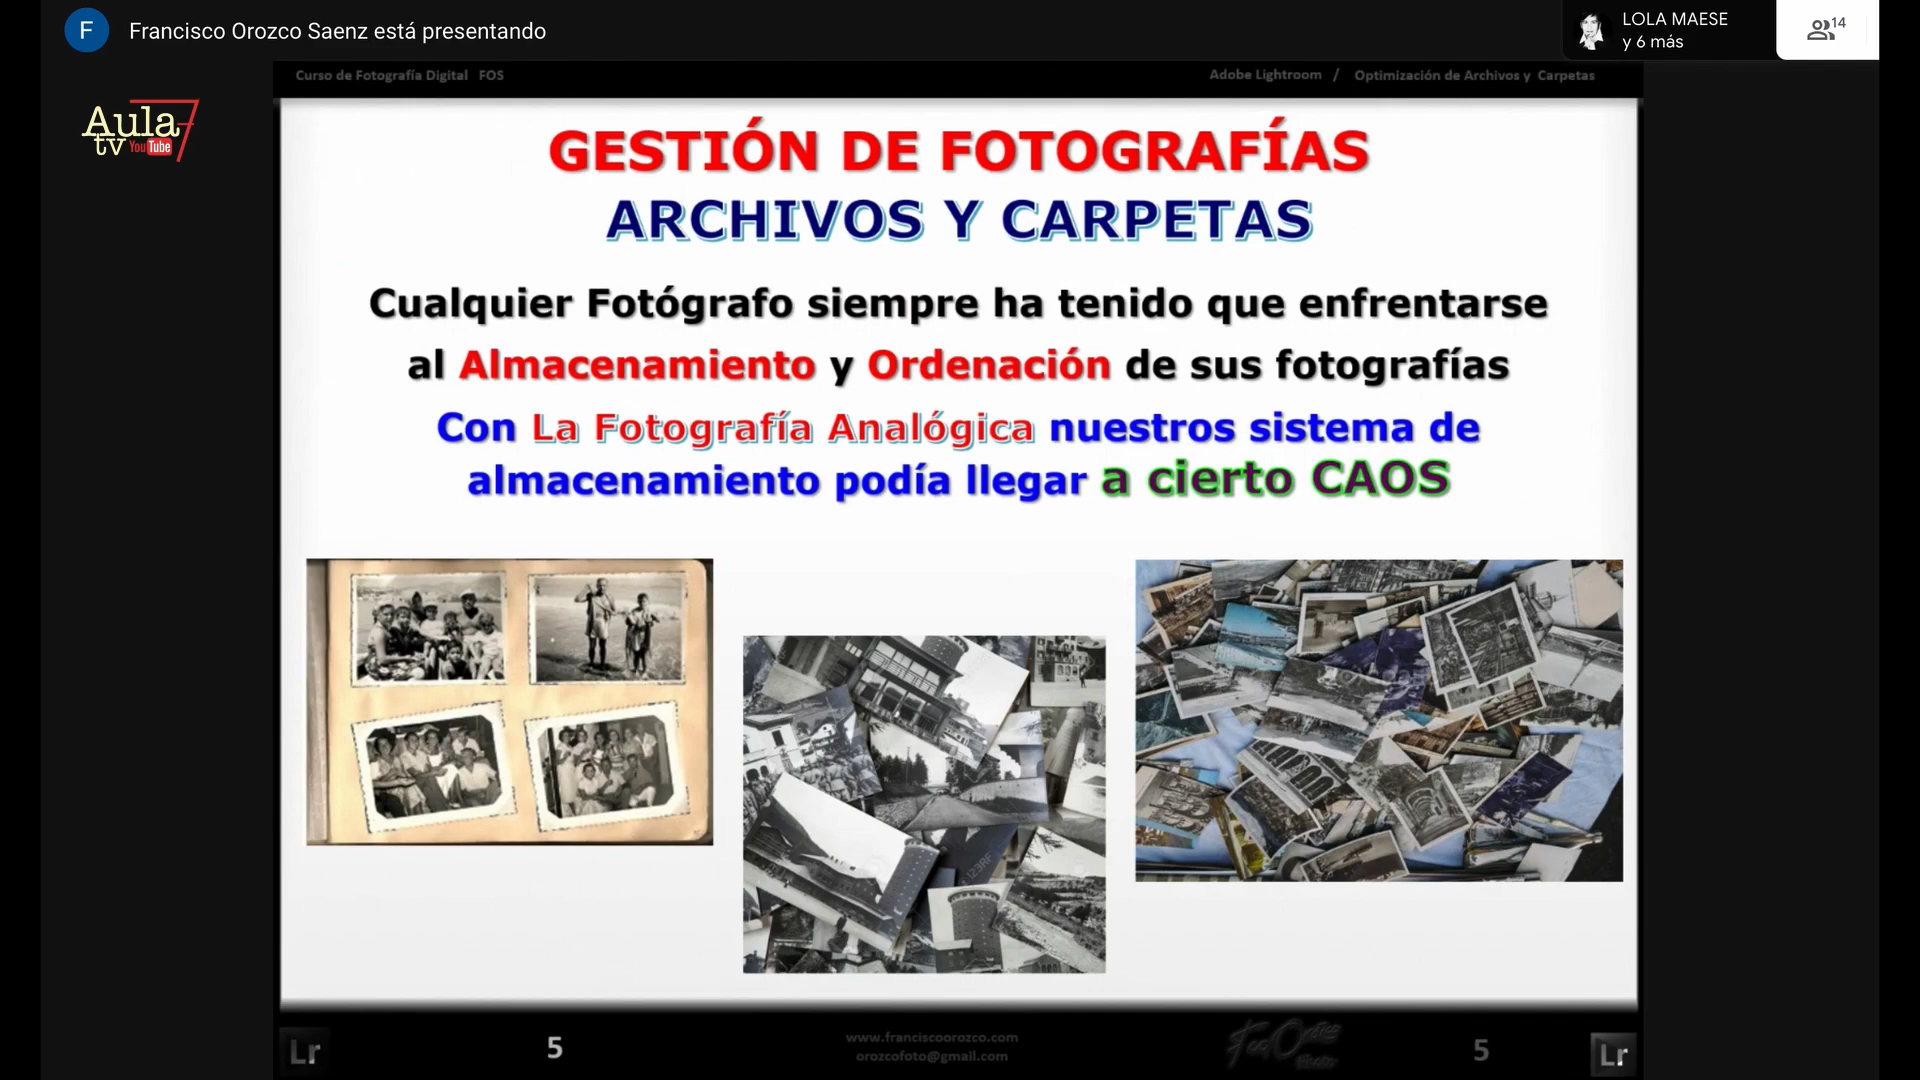 Francisco Orozco Saenz está presentando
LOLA MAESE
y 6 más
14
Curso de Fotografía Digital FOS
Adobe Lightroom / Optimización de Archivos y Carpetas
Aula7
tv YouTube
GESTIÓN DE FOTOGRAFÍAS
ARCHIVOS Y CARPETAS
Cualquier Fotógrafo siempre ha tenido que enfrentarse
al Almacenamiento y Ordenación de sus fotografías
Con La Fotografía Analógica nuestros sistema de
almacenamiento podía llegar a cierto CAOS
Lr
5
www.franciscoorozco.com
orozcofoto@gmail.com
5
Lr
F
123RF